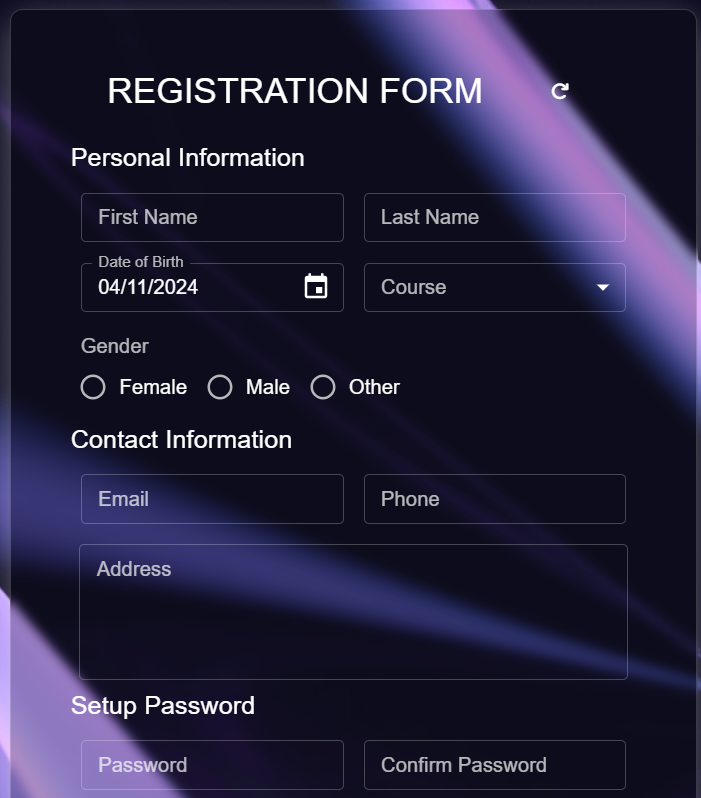 REGISTRATION FORM
Personal Information
First Name
Last Name
Date of Birth
04/11/2024
Course
Gender
Female Male Other
Contact Information
Email
Phone
Address
Setup Password
Password
Confirm Password